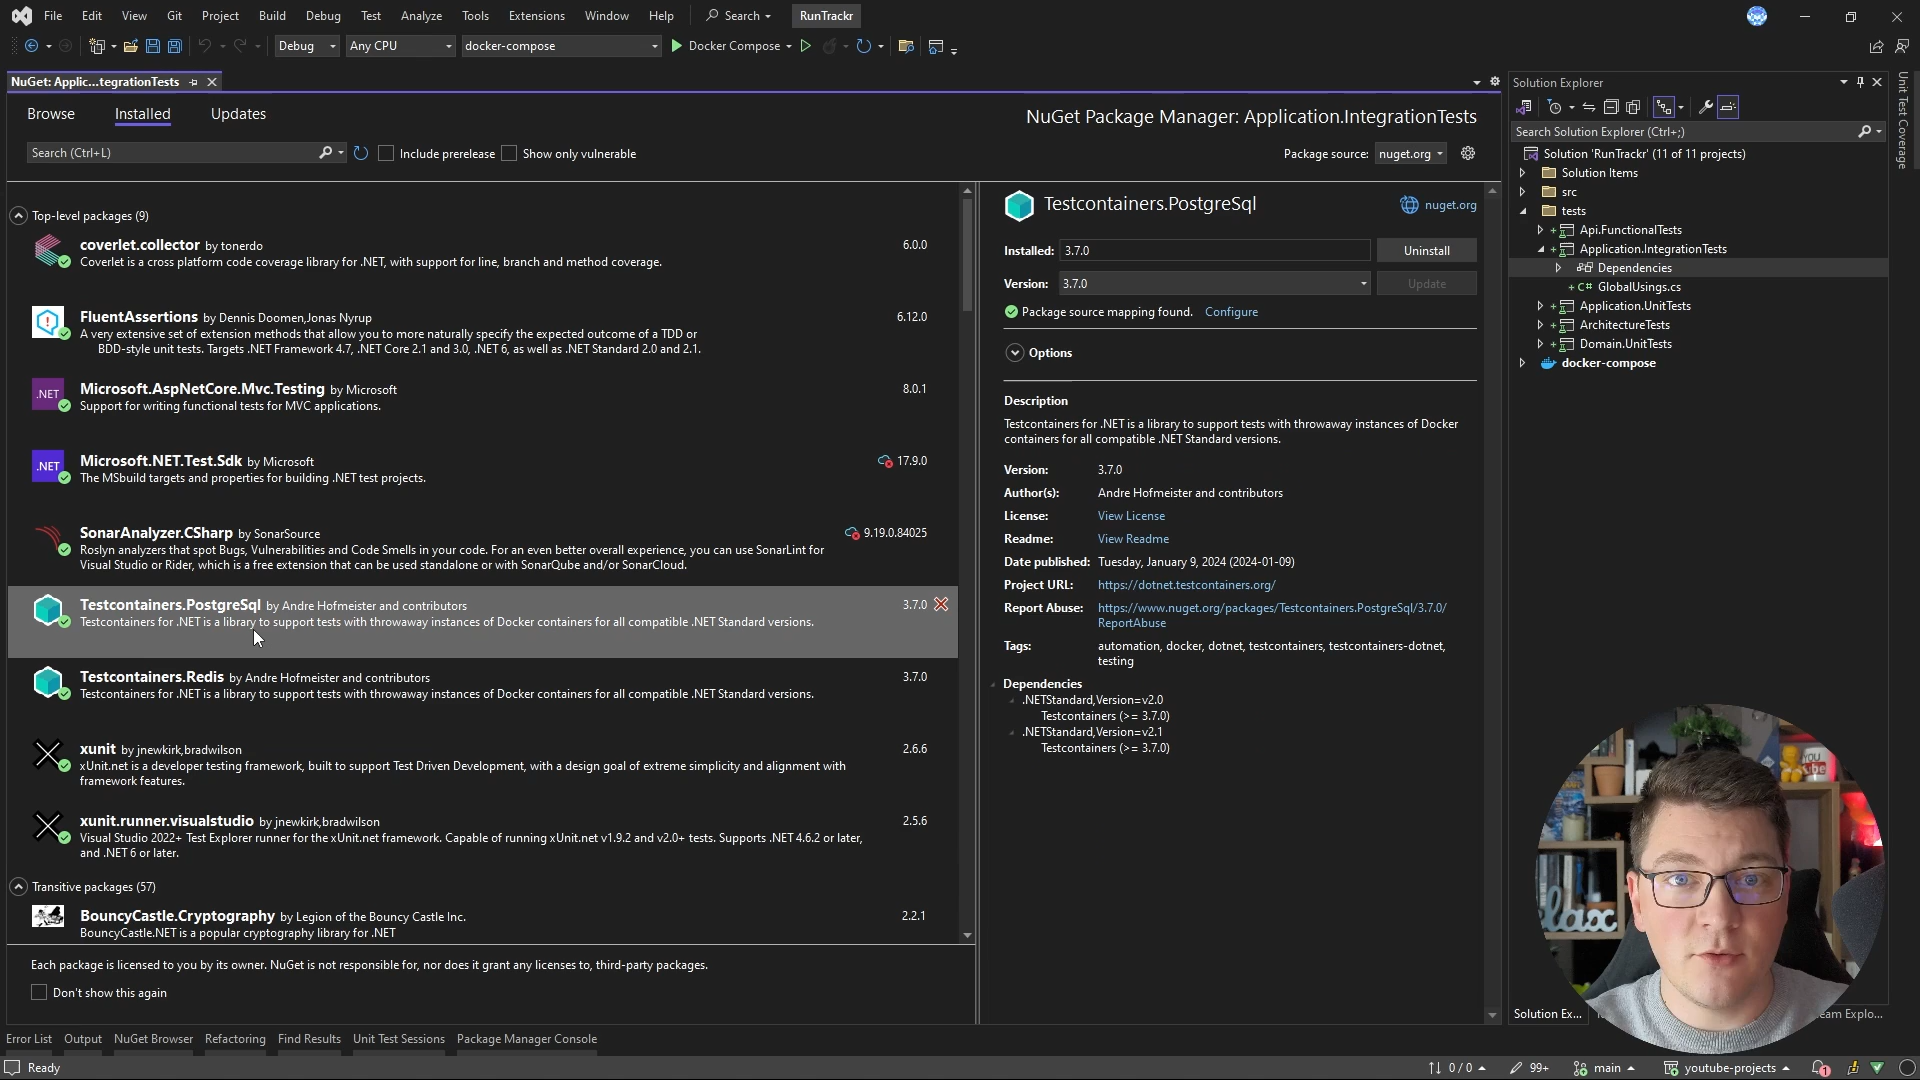 File Edit View Git Project Build Debug Test Analyze Tools Extensions Window Help Search RunTrackr
Debug Any CPU docker-compose Docker Compose
NuGet: Applic...tegrationTests
Browse Installed Updates
NuGet Package Manager: Application.IntegrationTests
Search (Ctrl+L) Include prerelease Show only vulnerable
Package source: nuget.org
Top-level packages (9)
coverlet.collector by tonerdo 6.0.0
Coverlet is a cross platform code coverage library for .NET, with support for line, branch and method coverage.
FluentAssertions by Dennis Doomen,Jonas Nyrup 6.12.0
A very extensive set of extension methods that allow you to more naturally specify the expected outcome of a TDD or
BDD-style unit tests. Targets .NET Framework 4.7, .NET Core 2.1 and 3.0, .NET 6, as well as .NET Standard 2.0 and 2.1.
.NET
Microsoft.AspNetCore.Mvc.Testing by Microsoft 8.0.1
Support for writing functional tests for MVC applications.
.NET
Microsoft.NET.Test.Sdk by Microsoft 17.9.0
The MSbuild targets and properties for building .NET test projects.
SonarAnalyzer.CSharp by SonarSource 9.19.0.84025
Roslyn analyzers that spot Bugs, Vulnerabilities and Code Smells in your code. For an even better overall experience, you can use SonarLint for
Visual Studio or Rider, which is a free extension that can be used standalone or with SonarQube and/or SonarCloud.
Testcontainers.PostgreSql by Andre Hofmeister and contributors 3.7.0
Testcontainers for .NET is a library to support tests with throwaway instances of Docker containers for all compatible .NET Standard versions.
Testcontainers.Redis by Andre Hofmeister and contributors 3.7.0
Testcontainers for .NET is a library to support tests with throwaway instances of Docker containers for all compatible .NET Standard versions.
xunit by jnewkirk,bradwilson 2.6.6
xUnit.net is a developer testing framework, built to support Test Driven Development, with a design goal of extreme simplicity and alignment with
framework features.
xunit.runner.visualstudio by jnewkirk,bradwilson 2.5.6
Visual Studio 2022+ Test Explorer runner for the xUnit.net framework. Capable of running xUnit.net v1.9.2 and v2.0+ tests. Supports .NET 4.6.2 or later,
and .NET 6 or later.
Transitive packages (57)
BouncyCastle.Cryptography by Legion of the Bouncy Castle Inc. 2.2.1
BouncyCastle.NET is a popular cryptography library for .NET
Each package is licensed to you by its owner. NuGet is not responsible for, nor does it grant any licenses to, third-party packages.
Don't show this again
Testcontainers.PostgreSql nuget.org
Installed: 3.7.0 Uninstall
Version: 3.7.0 Update
Package source mapping found. Configure
Options
Description
Testcontainers for .NET is a library to support tests with throwaway instances of Docker
containers for all compatible .NET Standard versions.
Version: 3.7.0
Author(s): Andre Hofmeister and contributors
License: View License
Readme: View Readme
Date published: Tuesday, January 9, 2024 (2024-01-09)
Project URL: https://dotnet.testcontainers.org/
Report Abuse: https://www.nuget.org/packages/Testcontainers.PostgreSql/3.7.0/
ReportAbuse
Tags: automation, docker, dotnet, testcontainers, testcontainers-dotnet,
testing
Dependencies
.NETStandard,Version=v2.0
Testcontainers (>= 3.7.0)
.NETStandard,Version=v2.1
Testcontainers (>= 3.7.0)
Solution Explorer
Search Solution Explorer (Ctrl+;)
Solution 'RunTrackr' (11 of 11 projects)
Solution Items
src
tests
Api.FunctionalTests
Application.IntegrationTests
Dependencies
C# GlobalUsings.cs
Application.UnitTests
ArchitectureTests
Domain.UnitTests
docker-compose
Unit Test Coverage
YOU
relax
Solution Ex... eam Explo...
Error List Output NuGet Browser Refactoring Find Results Unit Test Sessions Package Manager Console
Ready 0 / 0 99+ main youtube-projects 1